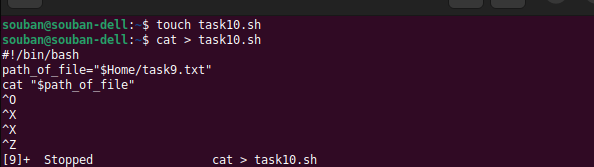 souban@souban-dell:~$ touch task10.sh
souban@souban-dell:~$ cat > task10.sh
#!/bin/bash
path_of_file="$Home/task9.txt"
cat "$path_of_file"
^O
^X
^X
^Z
[9]+  Stopped                 cat > task10.sh